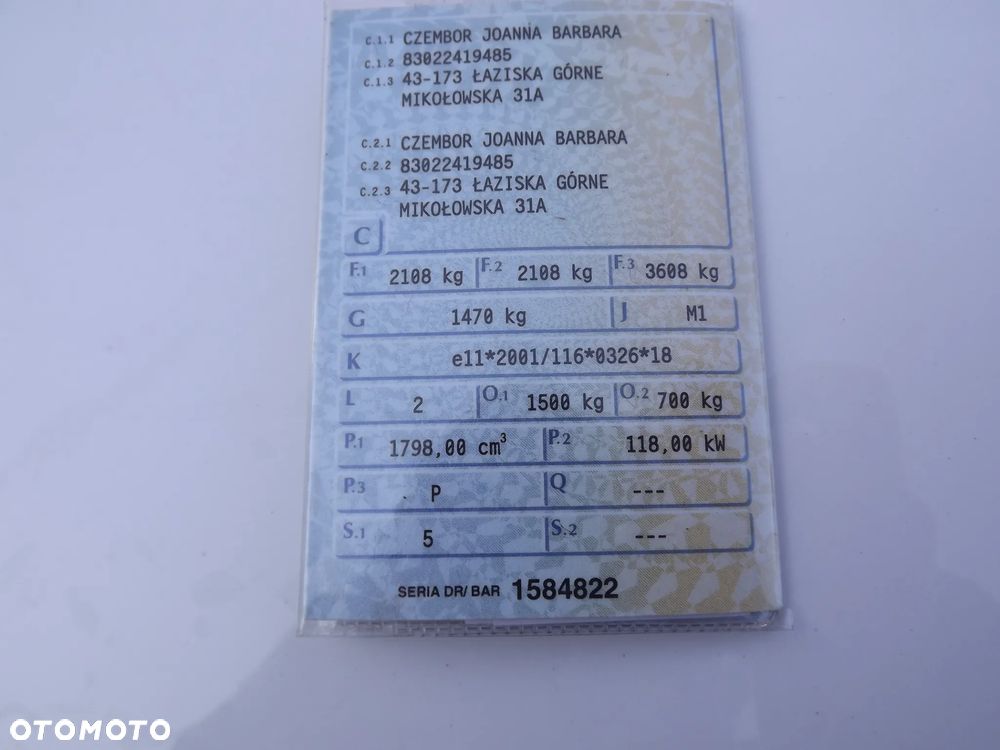 C.1.1 CZEMBOR JOANNA BARBARA
C.1.2 83022419485
C.1.3 43-173 ŁAZISKA GÓRNE
MIKOŁOWSKA 31A
C.2.1 CZEMBOR JOANNA BARBARA
C.2.2 83022419485
C.2.3 43-173 ŁAZISKA GÓRNE
MIKOŁOWSKA 31A
C
F.1 2108 kg F.2 2108 kg F.3 3608 kg
G 1470 kg J M1
K e11*2001/116*0326*18
L 2 O.1 1500 kg O.2 700 kg
P.1 1798,00 cm³ P.2 118,00 kW
P.3 P Q ---
S.1 5 S.2 ---
SERIA DR/ BAR 1584822
OTOMOTO